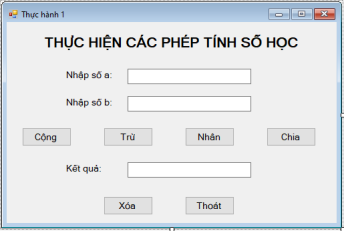 Thực hành 1
THỰC HIỆN CÁC PHÉP TÍNH SỐ HỌC
Nhập số a:
Nhập số b:
Cộng Trừ Nhân Chia
Kết quả:
Xóa Thoát